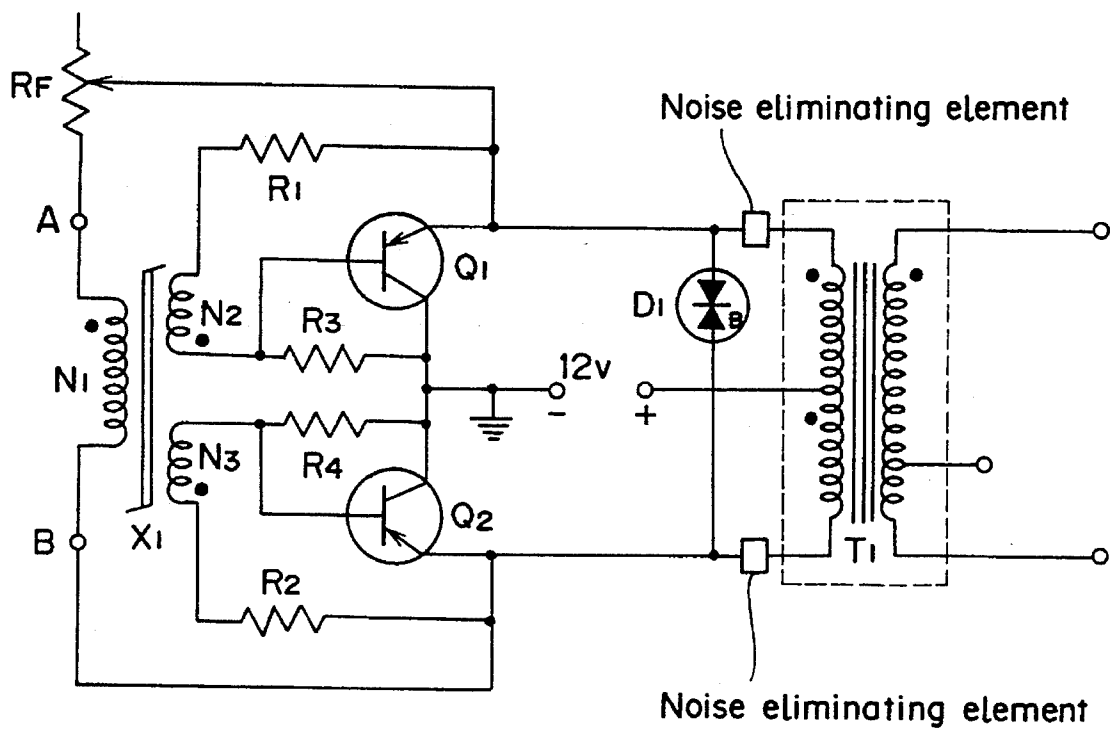 RF
Noise eliminating element
R1
A
Q1
N2
D1
B
R3
N1
12v
- +
N3
R4
X1
B
Q2
T1
R2
Noise eliminating element